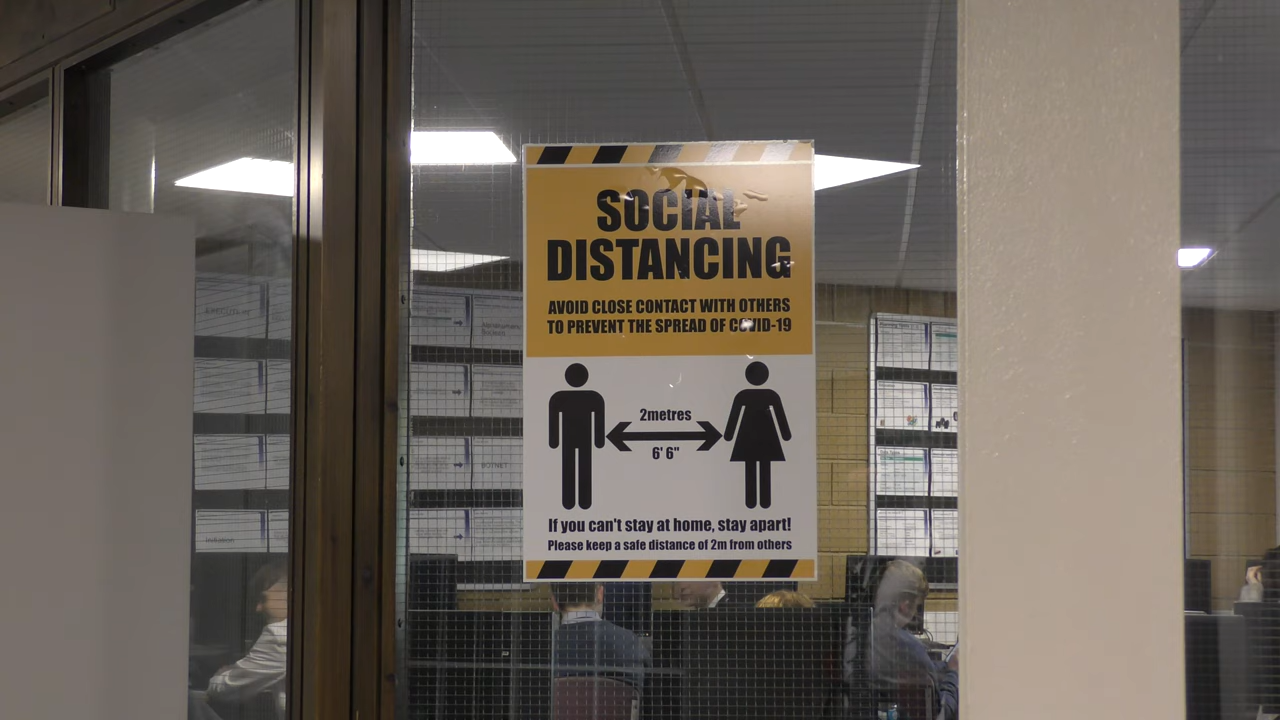 SOCIAL
DISTANCING
AVOID CLOSE CONTACT WITH OTHERS
TO PREVENT THE SPREAD OF COVID-19
2metres
6' 6"
If you can't stay at home, stay apart!
Please keep a safe distance of 2m from others